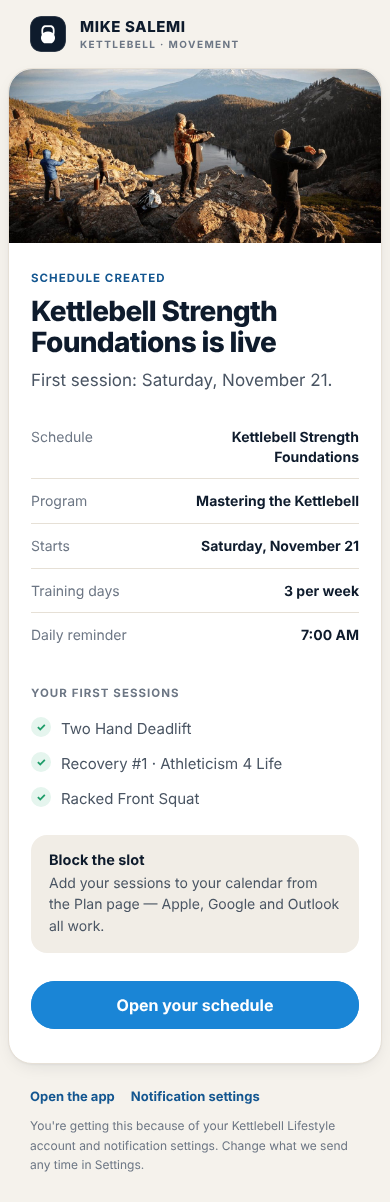 MIKE SALEMI
KETTLEBELL · MOVEMENT
SCHEDULE CREATED
Kettlebell Strength
Foundations is live
First session: Saturday, November 21.
Schedule
Kettlebell Strength
Foundations
Program
Mastering the Kettlebell
Starts
Saturday, November 21
Training days
3 per week
Daily reminder
7:00 AM
YOUR FIRST SESSIONS
Two Hand Deadlift
Recovery #1 · Athleticism 4 Life
Racked Front Squat
Block the slot
Add your sessions to your calendar from
the Plan page — Apple, Google and Outlook
all work.
Open your schedule
Open the app
Notification settings
You're getting this because of your Kettlebell Lifestyle
account and notification settings. Change what we send
any time in Settings.